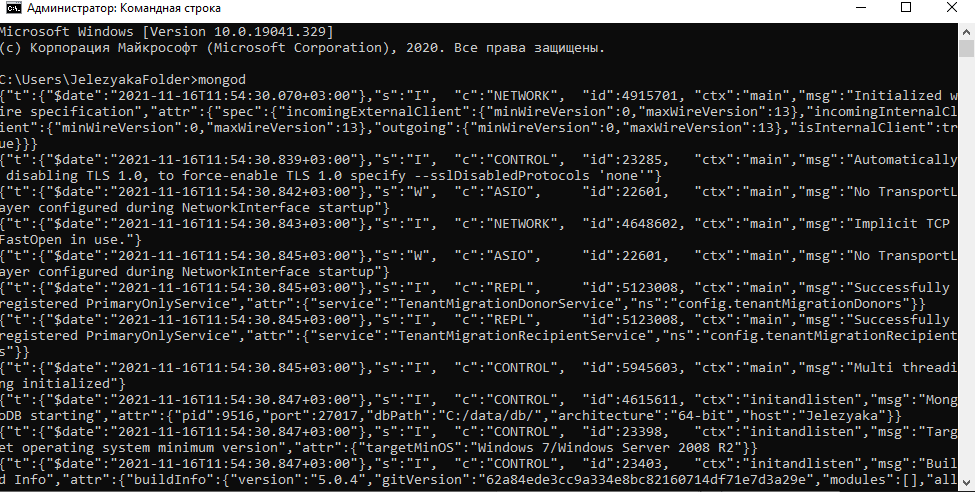 Администратор: Командная строка
Microsoft Windows [Version 10.0.19041.329]
(c) Корпорация Майкрософт (Microsoft Corporation), 2020. Все права защищены.
C:\Users\JelezyakaFolder>mongod
{"t":{"$date":"2021-11-16T11:54:30.070+03:00"},"s":"I",  "c":"NETWORK",  "id":4915701, "ctx":"main","msg":"Initialized w
ire specification","attr":{"spec":{"incomingExternalClient":{"minWireVersion":0,"maxWireVersion":13},"incomingInternalCl
ient":{"minWireVersion":0,"maxWireVersion":13},"outgoing":{"minWireVersion":0,"maxWireVersion":13},"isInternalClient":tr
ue}}}
{"t":{"$date":"2021-11-16T11:54:30.839+03:00"},"s":"I",  "c":"CONTROL",  "id":23285,   "ctx":"main","msg":"Automatically
 disabling TLS 1.0, to force-enable TLS 1.0 specify --sslDisabledProtocols 'none'"}
{"t":{"$date":"2021-11-16T11:54:30.842+03:00"},"s":"W",  "c":"ASIO",     "id":22601,   "ctx":"main","msg":"No TransportL
ayer configured during NetworkInterface startup"}
{"t":{"$date":"2021-11-16T11:54:30.843+03:00"},"s":"I",  "c":"NETWORK",  "id":4648602, "ctx":"main","msg":"Implicit TCP
FastOpen in use."}
{"t":{"$date":"2021-11-16T11:54:30.845+03:00"},"s":"W",  "c":"ASIO",     "id":22601,   "ctx":"main","msg":"No TransportL
ayer configured during NetworkInterface startup"}
{"t":{"$date":"2021-11-16T11:54:30.845+03:00"},"s":"I",  "c":"REPL",     "id":5123008, "ctx":"main","msg":"Successfully
registered PrimaryOnlyService","attr":{"service":"TenantMigrationDonorService","ns":"config.tenantMigrationDonors"}}
{"t":{"$date":"2021-11-16T11:54:30.845+03:00"},"s":"I",  "c":"REPL",     "id":5123008, "ctx":"main","msg":"Successfully
registered PrimaryOnlyService","attr":{"service":"TenantMigrationRecipientService","ns":"config.tenantMigrationRecipient
s"}}
{"t":{"$date":"2021-11-16T11:54:30.845+03:00"},"s":"I",  "c":"CONTROL",  "id":5945603, "ctx":"main","msg":"Multi threadi
ng initialized"}
{"t":{"$date":"2021-11-16T11:54:30.847+03:00"},"s":"I",  "c":"CONTROL",  "id":4615611, "ctx":"initandlisten","msg":"Mong
oDB starting","attr":{"pid":9516,"port":27017,"dbPath":"C:/data/db/","architecture":"64-bit","host":"Jelezyaka"}}
{"t":{"$date":"2021-11-16T11:54:30.847+03:00"},"s":"I",  "c":"CONTROL",  "id":23398,   "ctx":"initandlisten","msg":"Targ
et operating system minimum version","attr":{"targetMinOS":"Windows 7/Windows Server 2008 R2"}}
{"t":{"$date":"2021-11-16T11:54:30.847+03:00"},"s":"I",  "c":"CONTROL",  "id":23403,   "ctx":"initandlisten","msg":"Buil
d Info","attr":{"buildInfo":{"version":"5.0.4","gitVersion":"62a84ede3cc9a334e8bc82160714df71e7d3a29e","modules":[],"all